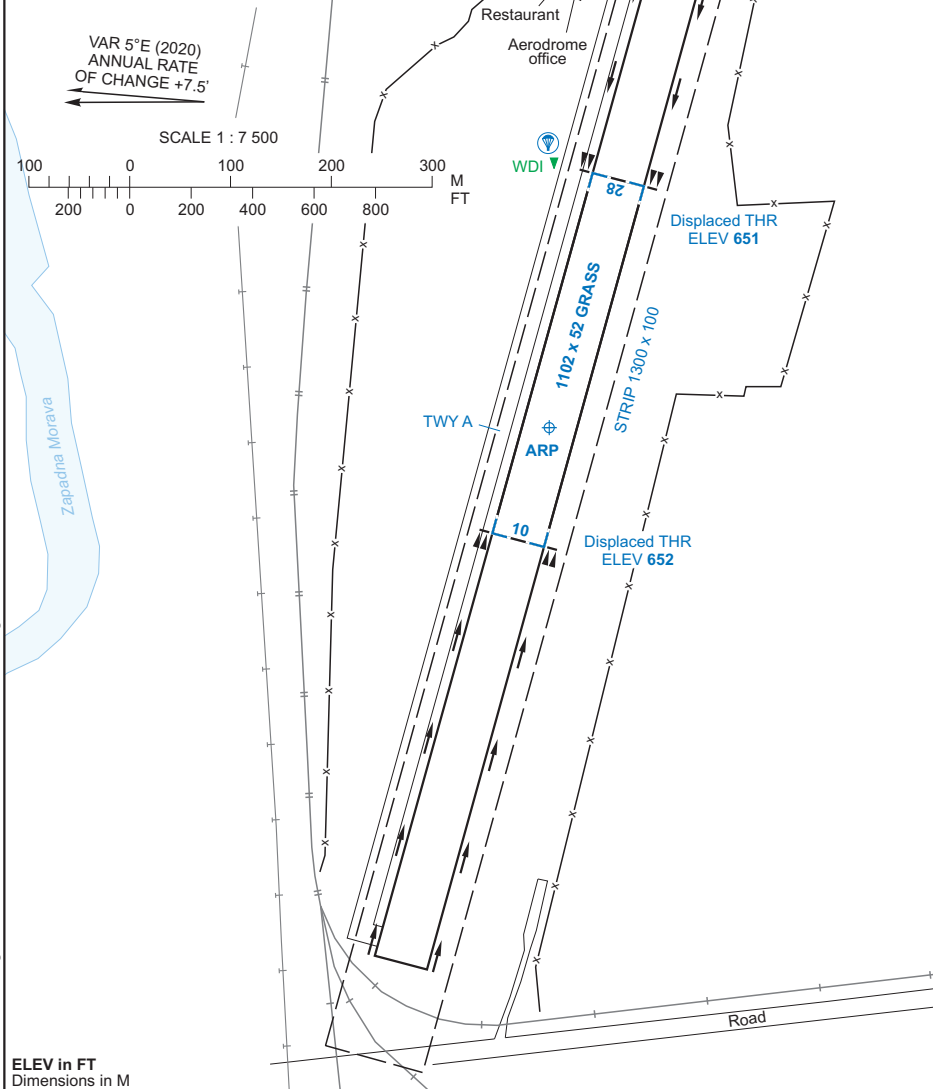 Restaurant
Aerodrome
office
VAR 5°E (2020)
ANNUAL RATE
OF CHANGE +7.5'
SCALE 1 : 7 500
100 0 100 200 300 M
200 0 200 400 600 800 FT
WDI
28
Displaced THR
ELEV 651
1102 x 52 GRASS
STRIP 1300 x 100
TWY A
ARP
Zapadna Morava
10
Displaced THR
ELEV 652
Road
ELEV in FT
Dimensions in M